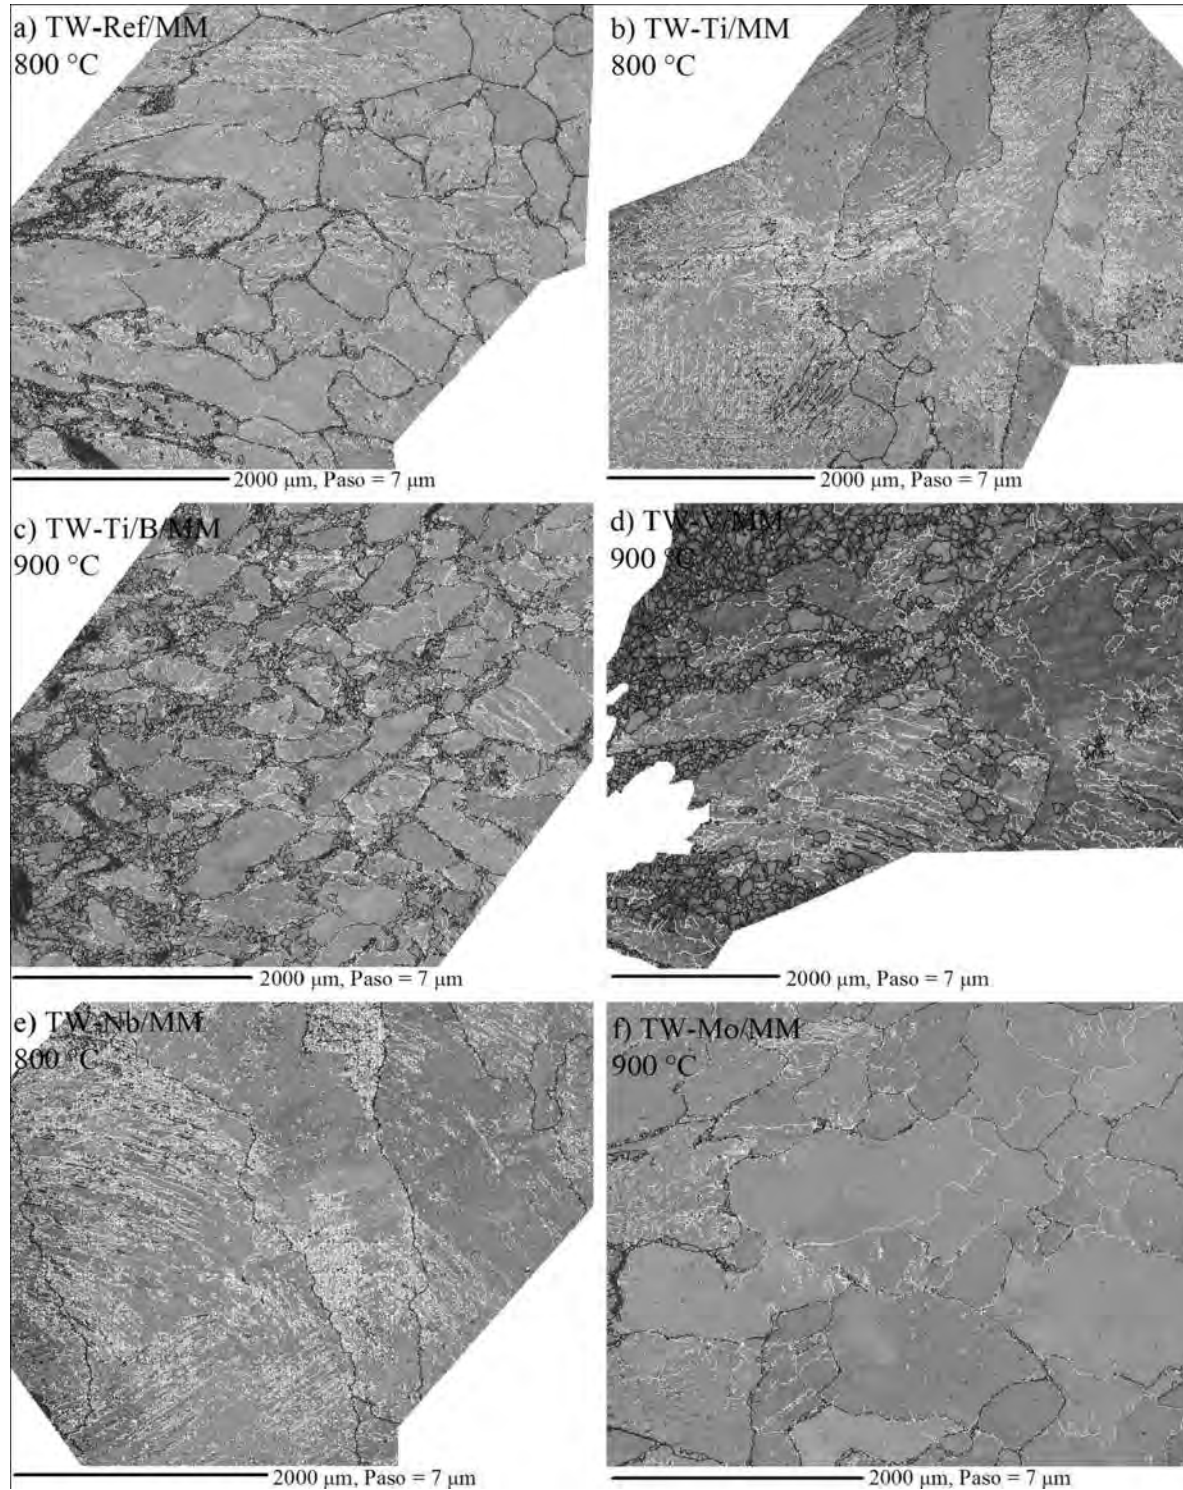 a) TW-Ref/MM
800 °C
b) TW-Ti/MM
800 °C
2000 µm, Paso = 7 µm
2000 µm, Paso = 7 µm
c) TW-Ti/B/MM
900 °C
d) TW-V/MM
900 °C
2000 µm, Paso = 7 µm
2000 µm, Paso = 7 µm
e) TW-Nb/MM
800 °C
f) TW-Mo/MM
900 °C
2000 µm, Paso = 7 µm
2000 µm, Paso = 7 µm